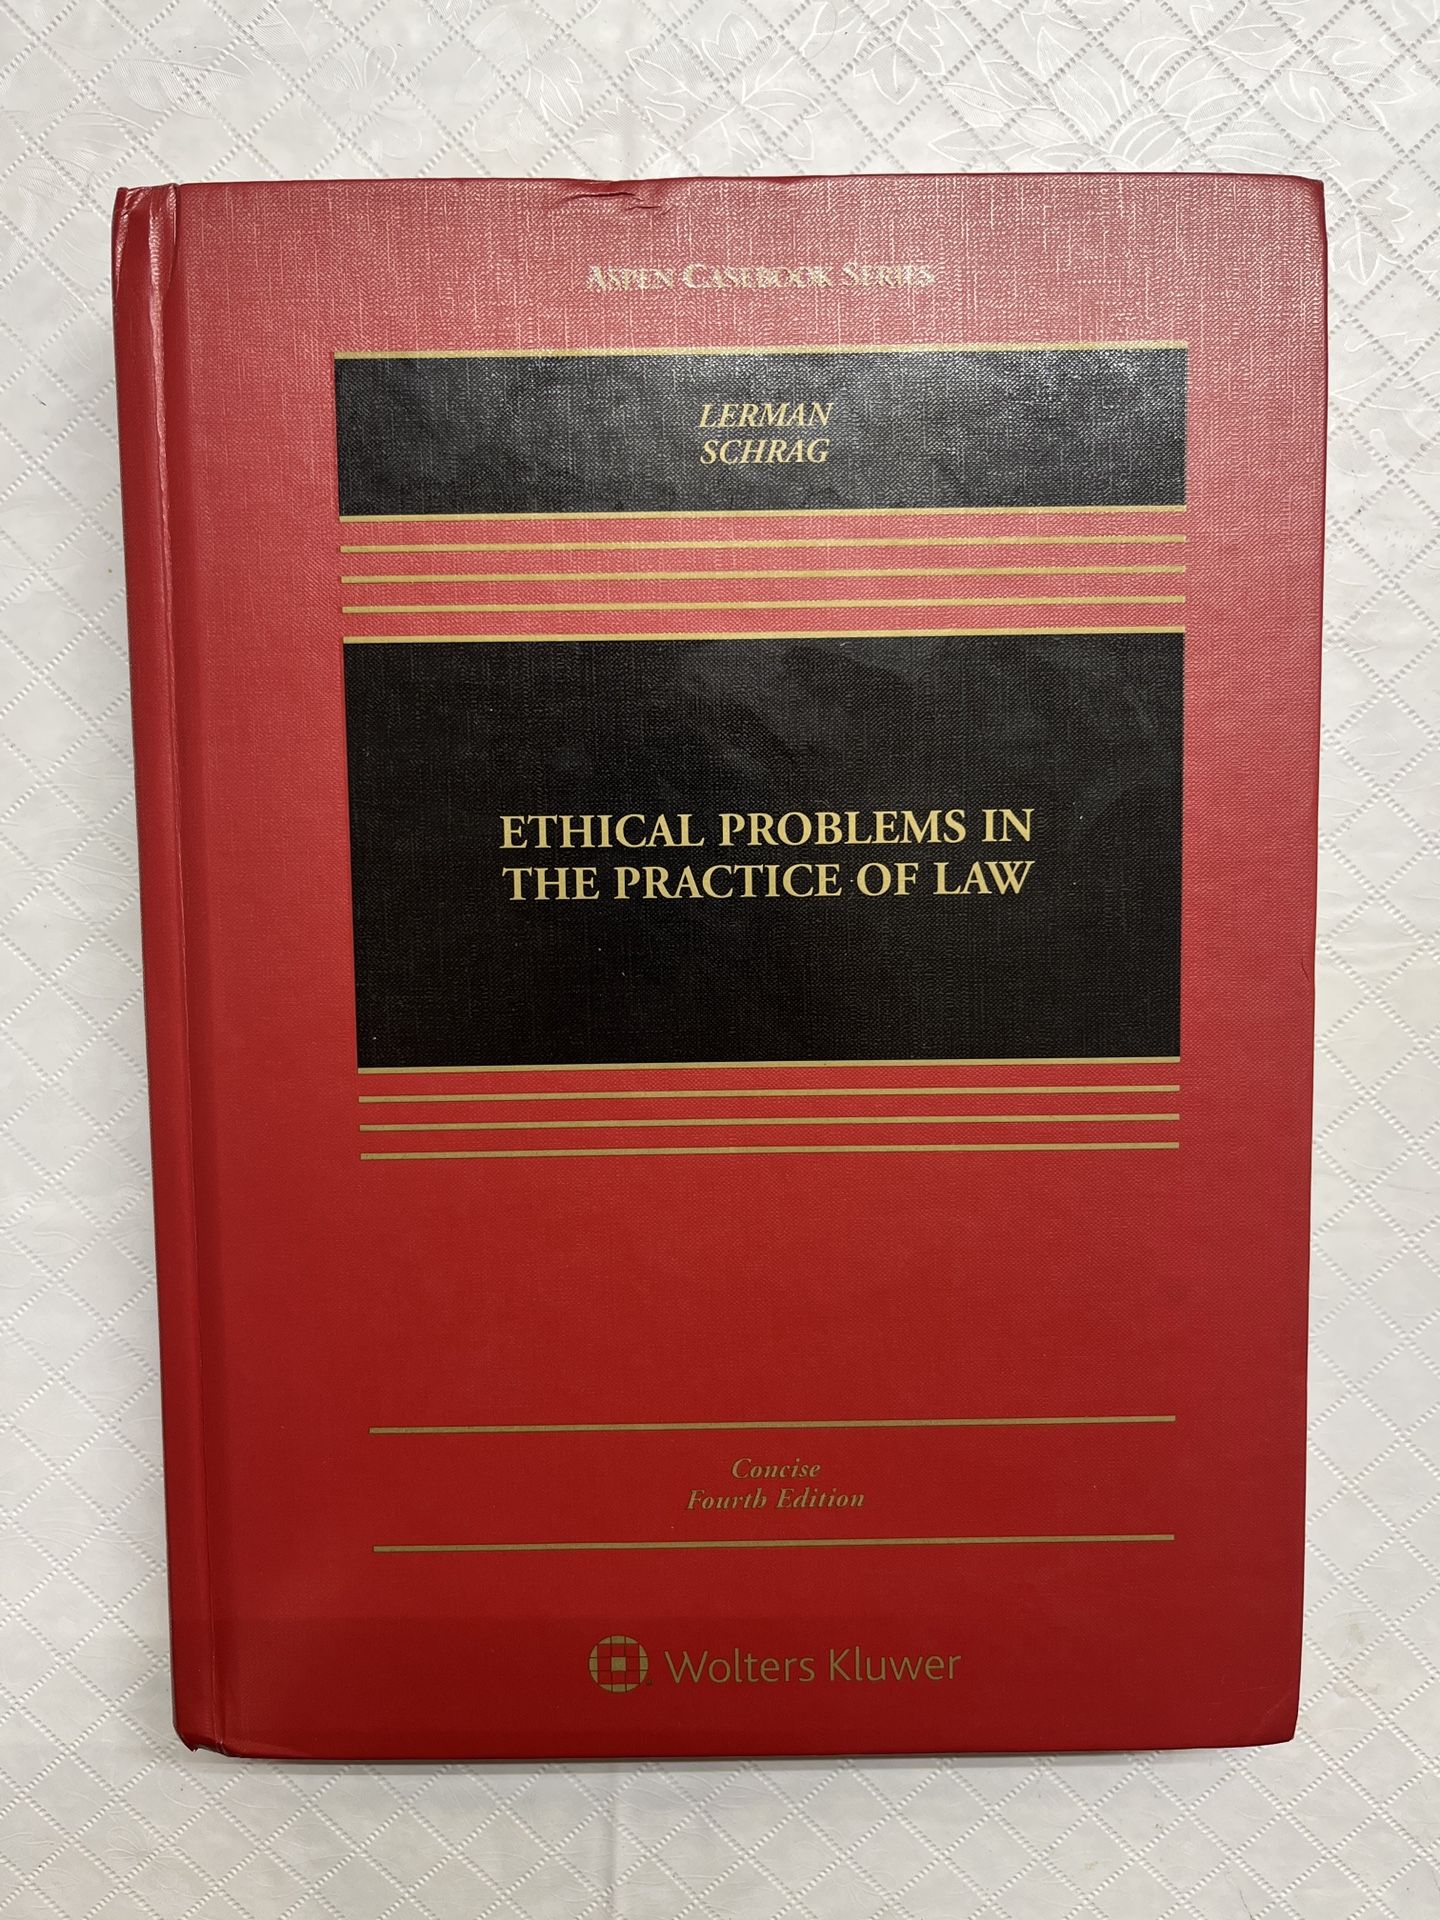 ASPEN CASEBOOK SERIES
LERMAN
SCHRAG
ETHICAL PROBLEMS IN
THE PRACTICE OF LAW
Concise
Fourth Edition
Wolters Kluwer